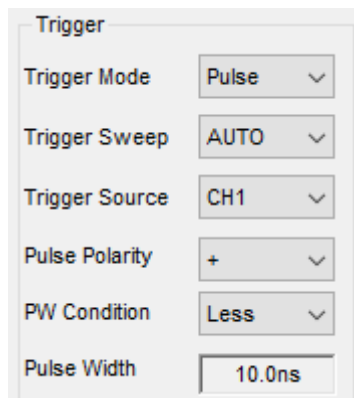 Trigger
Trigger Mode Pulse
Trigger Sweep AUTO
Trigger Source CH1
Pulse Polarity +
PW Condition Less
Pulse Width 10.0ns